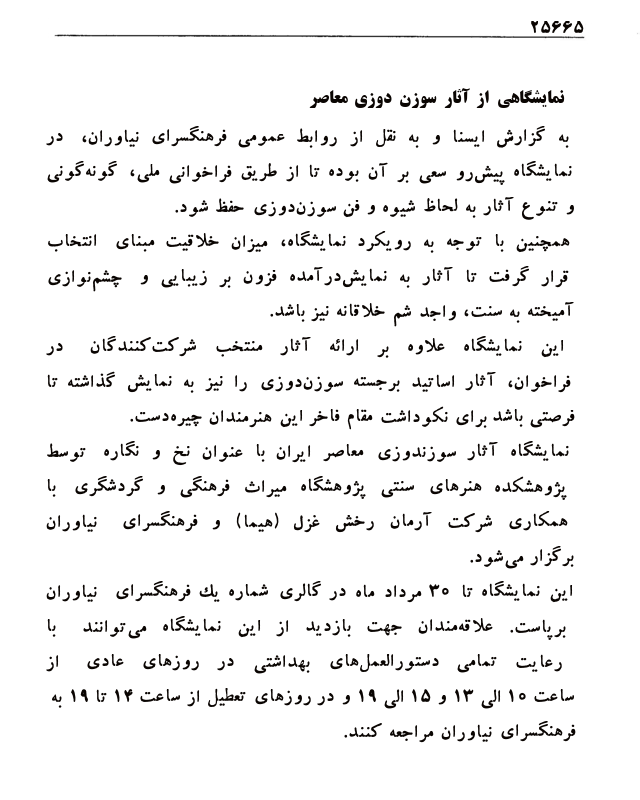 ۲۵۶۶۵
نمایشگاهی از آثار سوزن دوزی معاصر
به گزارش ایسنا و به نقل از روابط عمومی فرهنگسرای نیاوران، در
نمایشگاه پیش‌رو سعی بر آن بوده تا از طریق فراخوانی ملی، گونه‌گونی
و تنوع آثار به لحاظ شیوه و فن سوزن‌دوزی حفظ شود.
همچنین با توجه به رویکرد نمایشگاه، میزان خلاقیت مبنای انتخاب
قرار گرفت تا آثار به نمایش‌درآمده فزون بر زیبایی و چشم‌نوازی
آمیخته به سنت، واجد شم خلاقانه نیز باشد.
این نمایشگاه علاوه بر ارائه آثار منتخب شرکت‌کنندگان در
فراخوان، آثار اساتید برجسته سوزن‌دوزی را نیز به نمایش گذاشته تا
فرصتی باشد برای نکوداشت مقام فاخر این هنرمندان چیره‌دست.
نمایشگاه آثار سوزندوزی معاصر ایران با عنوان نخ و نگاره توسط
پژوهشکده هنرهای سنتی پژوهشگاه میراث فرهنگی و گردشگری با
همکاری شرکت آرمان رخش غزل (هیما) و فرهنگسرای نیاوران
برگزار می‌شود.
این نمایشگاه تا ۳۰ مرداد ماه در گالری شماره یك فرهنگسرای نیاوران
برپاست. علاقه‌مندان جهت بازدید از این نمایشگاه می‌توانند با
رعایت تمامی دستورالعمل‌های بهداشتی در روزهای عادی از
ساعت ۱۰ الی ۱۳ و ۱۵ الی ۱۹ و در روزهای تعطیل از ساعت ۱۴ تا ۱۹ به
فرهنگسرای نیاوران مراجعه کنند.